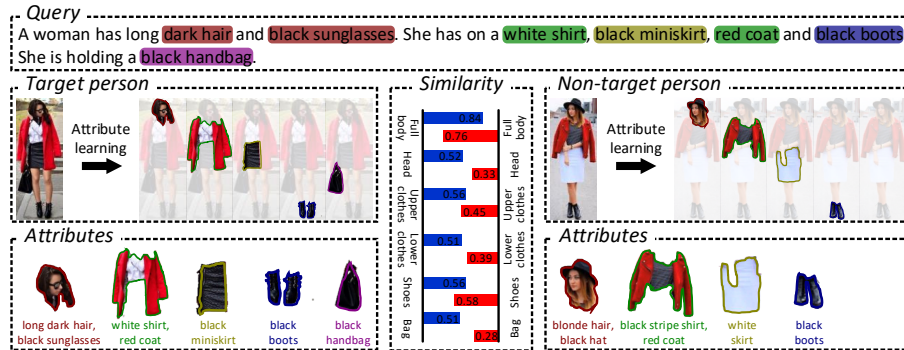 Query
A woman has long dark hair and black sunglasses. She has on a white shirt, black miniskirt, red coat and black boots
She is holding a black handbag.
Target person
Attribute
learning
Similarity
Full body
0.84
0.76
Full body
Head
0.52
0.33
Head
Upper clothes
0.56
0.45
Upper clothes
Lower clothes
0.51
0.39
Lower clothes
Shoes
0.56
0.58
Shoes
Bag
0.51
0.28
Bag
Non-target person
Attribute
learning
Attributes
long dark hair,
black sunglasses
white shirt,
red coat
black
miniskirt
black
boots
black
handbag
Attributes
blonde hair,
black hat
black stripe shirt,
red coat
white
skirt
black
boots